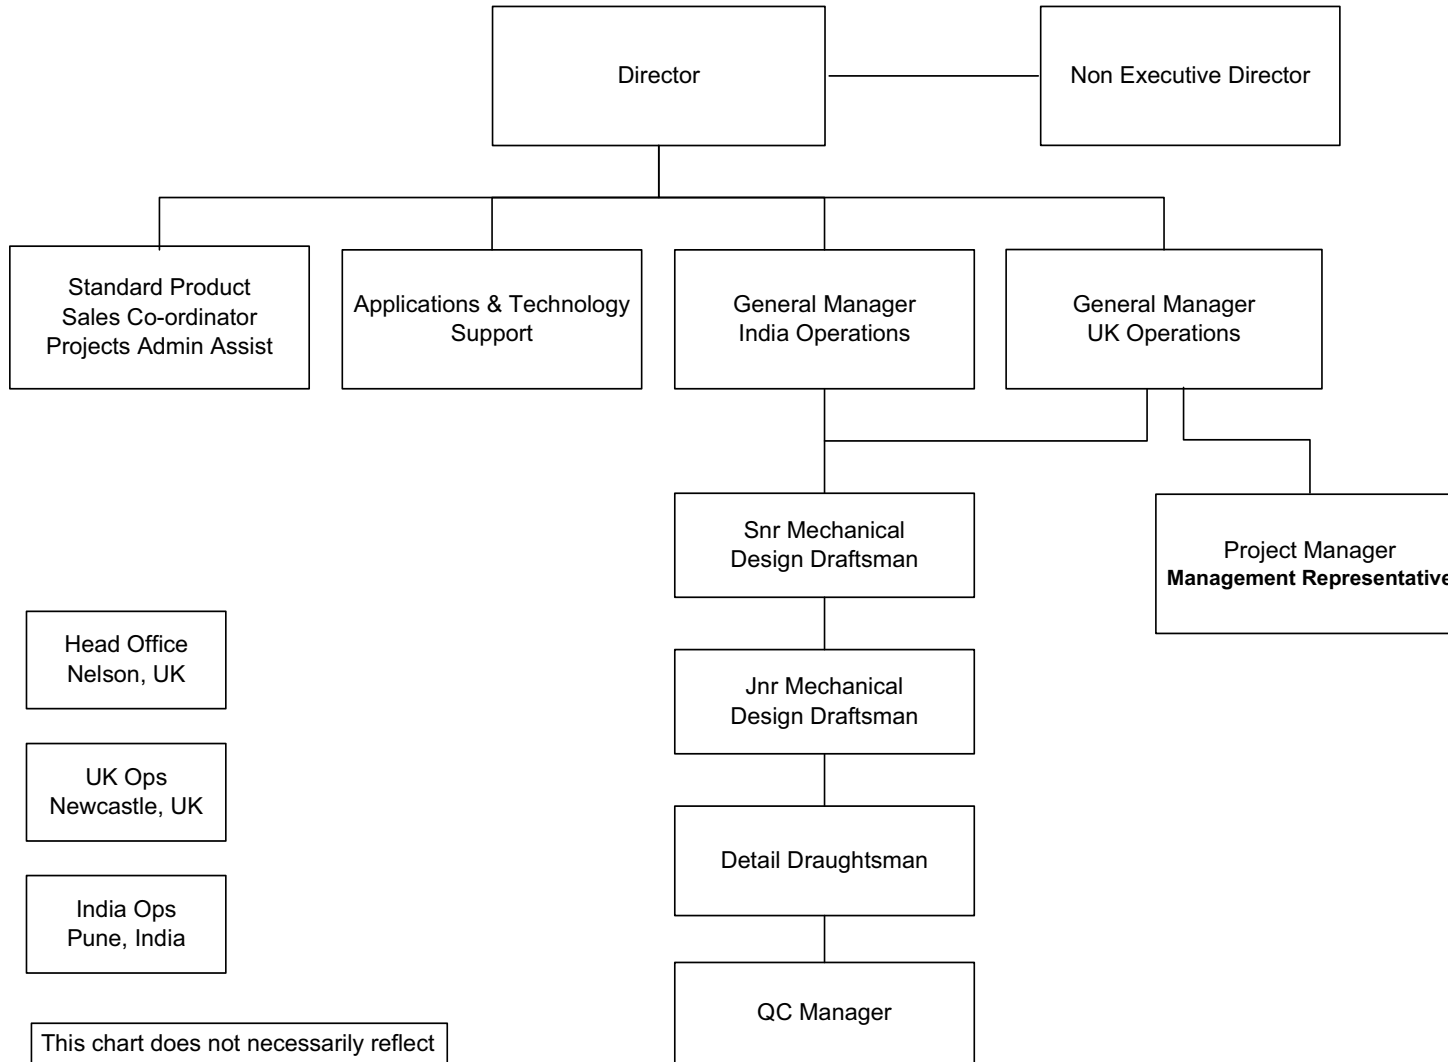 Director
Non Executive Director
Standard Product
Sales Co-ordinator
Projects Admin Assist
Applications & Technology
Support
General Manager
India Operations
General Manager
UK Operations
Snr Mechanical
Design Draftsman
Project Manager
Management Representative
Head Office
Nelson, UK
Jnr Mechanical
Design Draftsman
UK Ops
Newcastle, UK
Detail Draughtsman
India Ops
Pune, India
QC Manager
This chart does not necessarily reflect